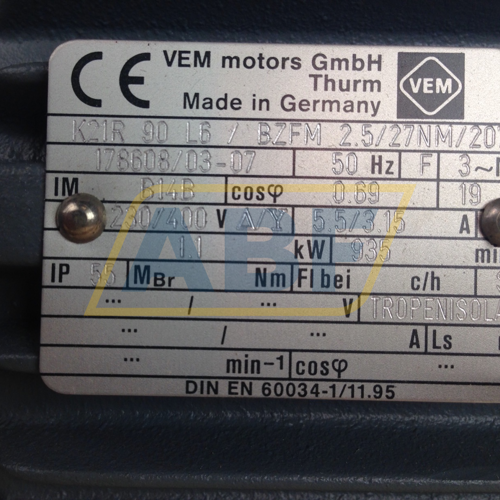 CE VEM motors GmbH
Thurm
Made in Germany
VEM
K21R 90 L6 / BZFM 2.5/27NM/20
178608/03-07 50 Hz F 3~
IM B14B cosφ 0.69 19
230/400 V Δ/Y 5.5/3.15 A
1.1 kW 935 min
IP 55 MBr Nm Fl bei c/h
... / ... V TROPENISOLA
... / ... A Ls
... min-1 cosφ
DIN EN 60034-1/11.95
ABF